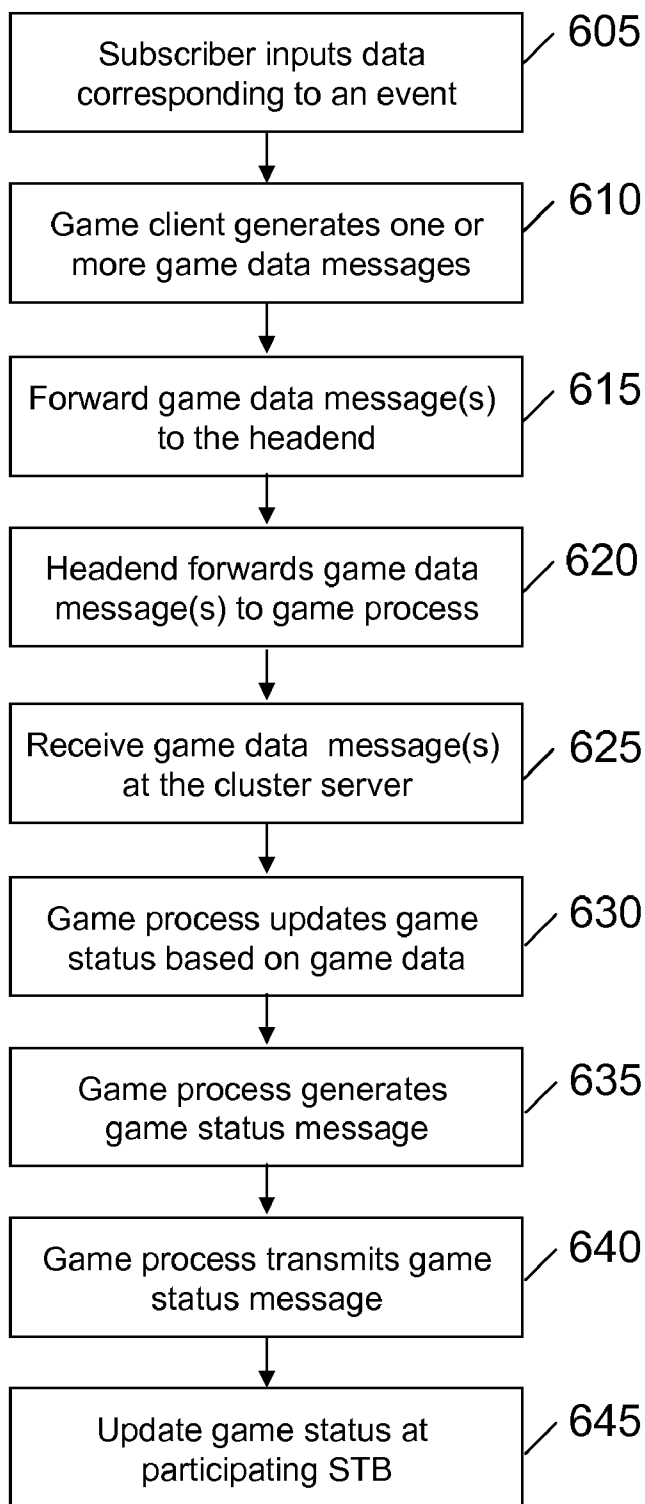 Subscriber inputs data
corresponding to an event
605
Game client generates one or
more game data messages
610
Forward game data message(s)
to the headend
615
Headend forwards game data
message(s) to game process
620
Receive game data message(s)
at the cluster server
625
Game process updates game
status based on game data
630
Game process generates
game status message
635
Game process transmits game
status message
640
Update game status at
participating STB
645